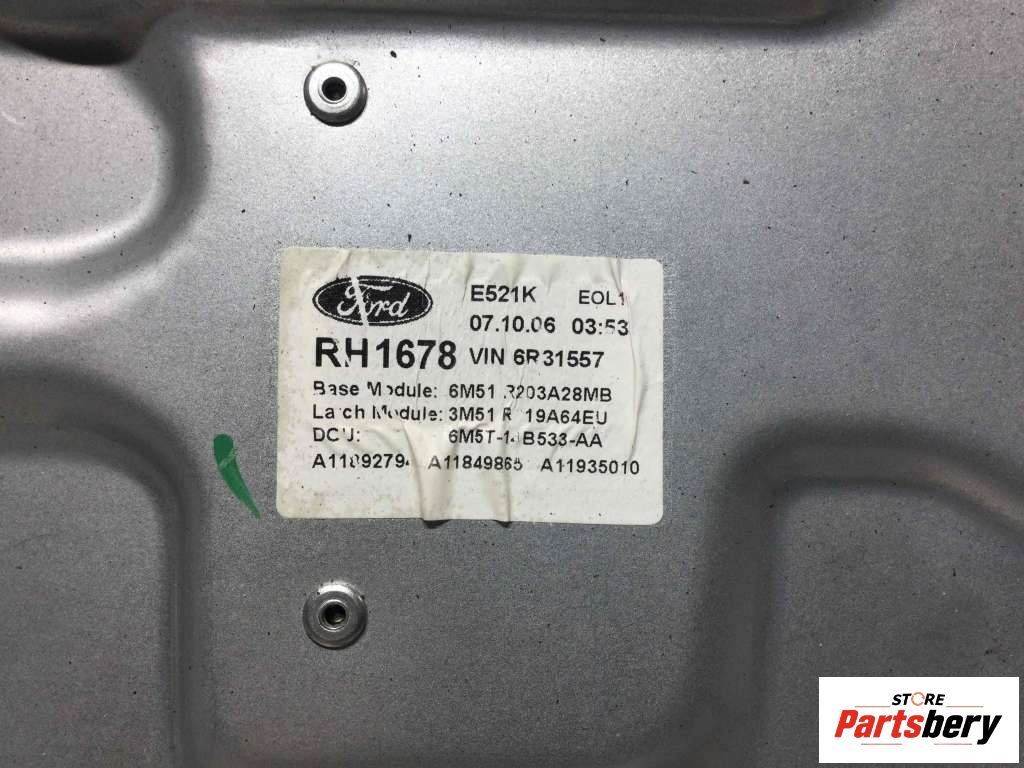 Ford
E521K EOL1
07.10.06 03:53
RH1678 VIN 6R31557
Base Module: 6M51 R203A28MB
Latch Module: 3M51 R 19A64EU
DCU: 6M5T-14B533-AA
A11849865 A11935010
STORE
Partsbery